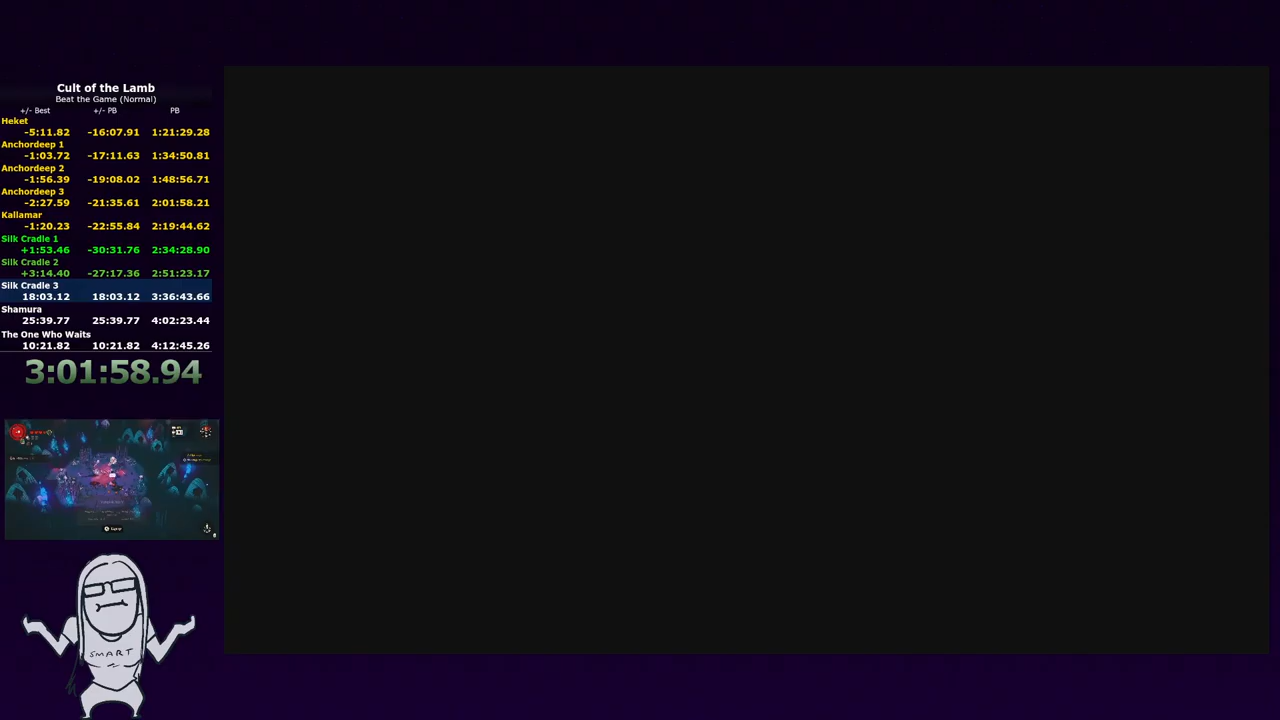 Cult of the Lamb
Beat the Game (Normal)
+/- Best +/- PB PB
Heket
-5:11.82 -16:07.91 1:21:29.28
Anchordeep 1
-1:03.72 -17:11.63 1:34:50.81
Anchordeep 2
-1:56.39 -19:08.02 1:48:56.71
Anchordeep 3
-2:27.59 -21:35.61 2:01:58.21
Kallamar
-1:20.23 -22:55.84 2:19:44.62
Silk Cradle 1
+1:53.46 -30:31.76 2:34:28.90
Silk Cradle 2
+3:14.40 -27:17.36 2:51:23.17
Silk Cradle 3
18:03.12 18:03.12 3:36:43.66
Shamura
25:39.77 25:39.77 4:02:23.44
The One Who Waits
10:21.82 10:21.82 4:12:45.26
3:01:58.94
SMART